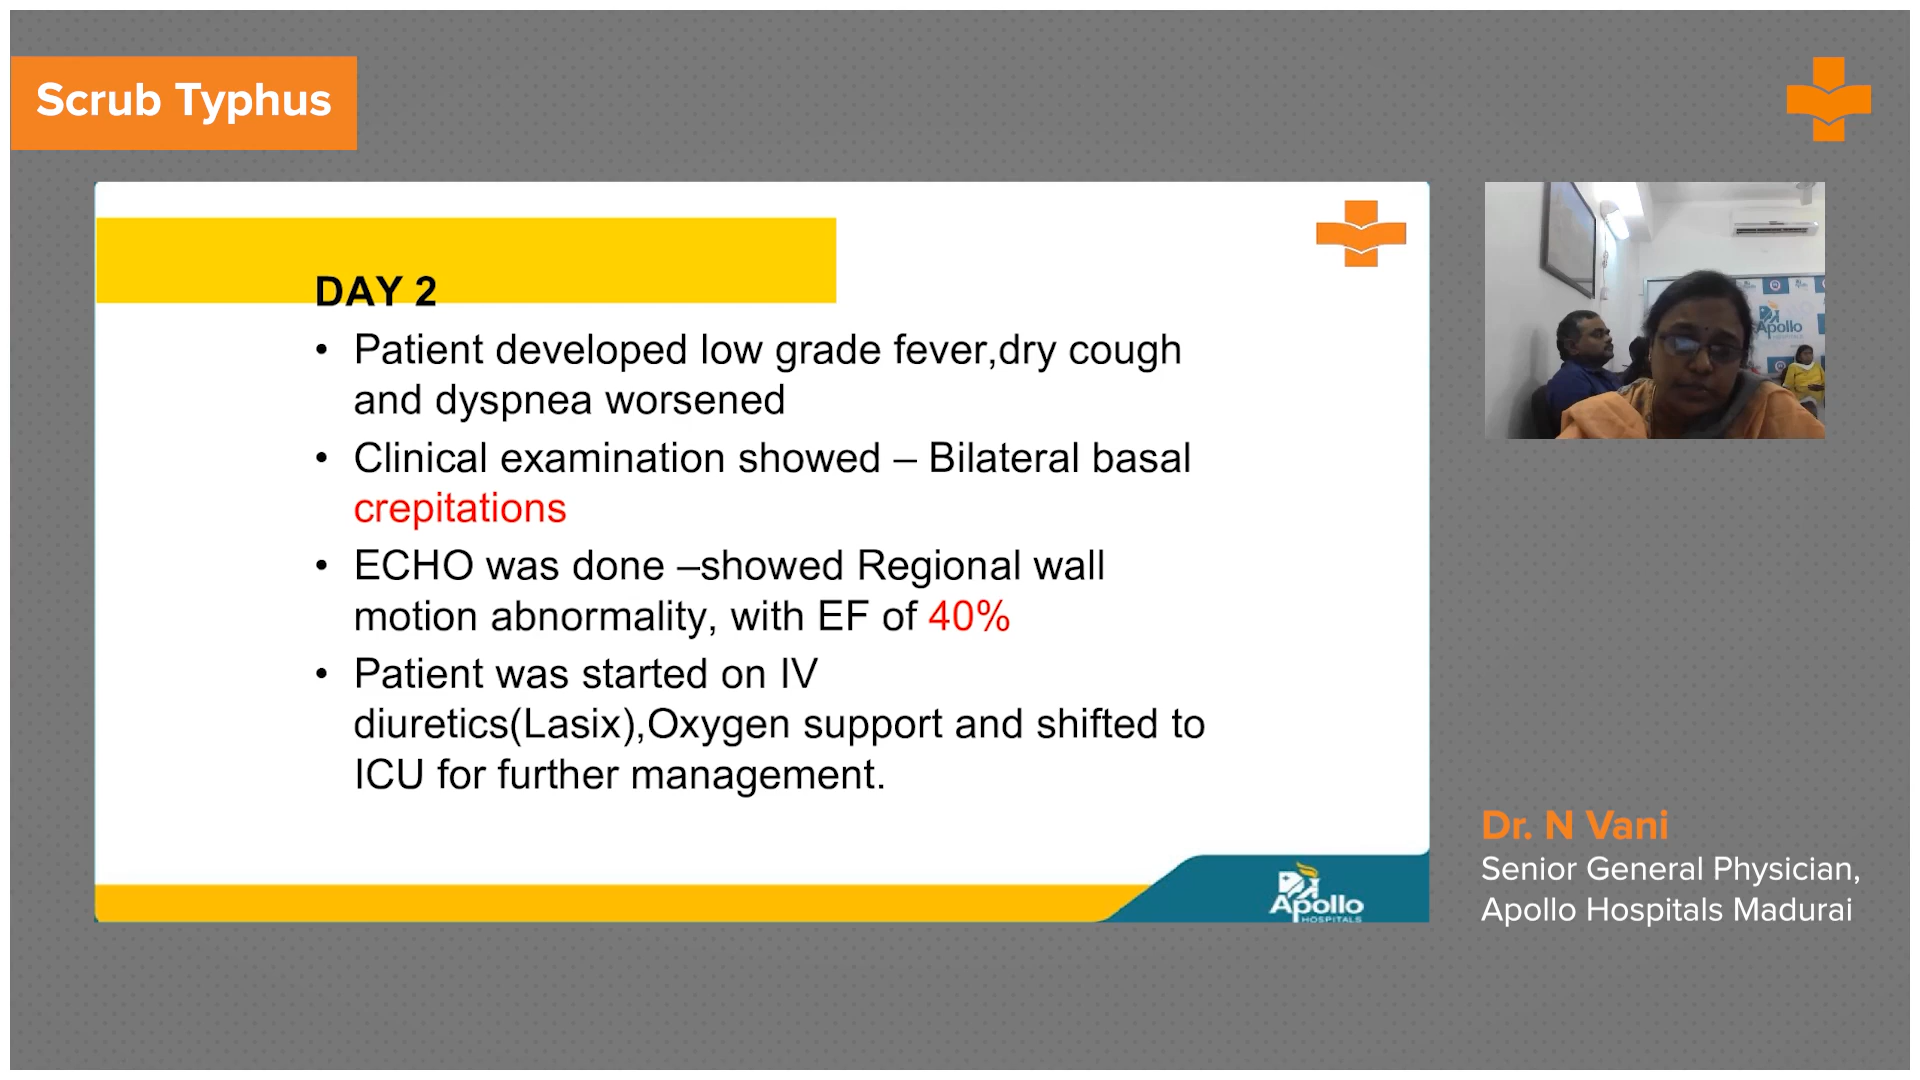 Scrub Typhus
DAY 2
• Patient developed low grade fever,dry cough
and dyspnea worsened
• Clinical examination showed – Bilateral basal
crepitations
• ECHO was done –showed Regional wall
motion abnormality, with EF of 40%
• Patient was started on IV
diuretics(Lasix),Oxygen support and shifted to
ICU for further management.
Apollo
HOSPITALS
Apollo
Dr. N Vani
Senior General Physician,
Apollo Hospitals Madurai